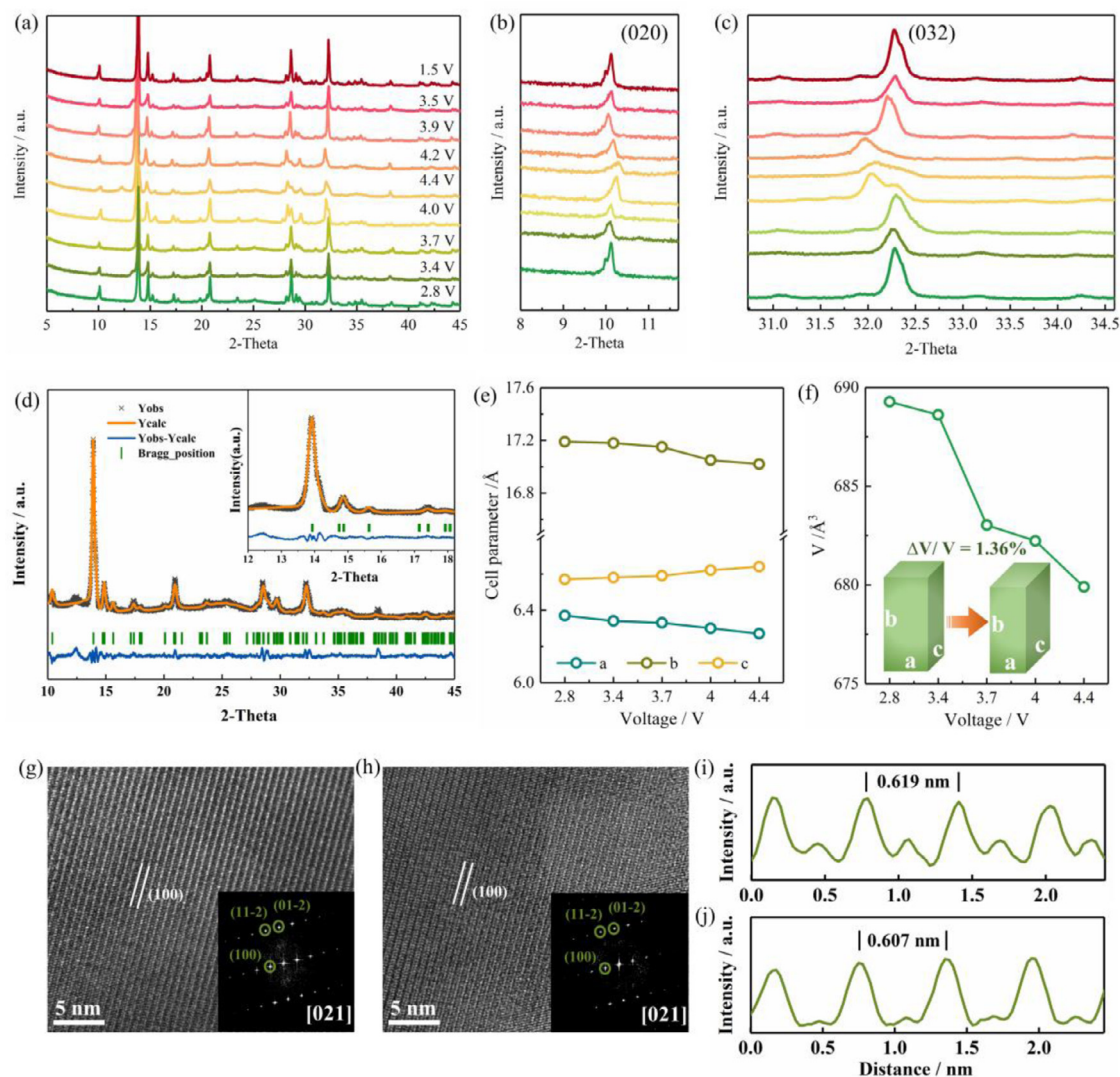 (a)
Intensity / a.u.
1.5 V
3.5 V
3.9 V
4.2 V
4.4 V
4.0 V
3.7 V
3.4 V
2.8 V
5 10 15 20 25 30 35 40 45
2-Theta
(b)
(020)
Intensity / a.u.
8 9 10 11
2-Theta
(c)
(032)
Intensity / a.u.
31.0 31.5 32.0 32.5 33.0 33.5 34.0 34.5
2-Theta
(d)
Yobs
Ycalc
Yobs-Ycalc
Bragg_position
Intensity / a.u.
10 15 20 25 30 35 40 45
2-Theta
Intensity(a.u.)
12 13 14 15 16 17 18
2-Theta
(e)
Cell parameter /Å
17.6
17.2
16.8
6.4
6.0
a b c
2.8 3.4 3.7 4 4.4
Voltage / V
(f)
V /Å³
690
685
680
675
ΔV/ V = 1.36%
b
a
c
b
a
c
2.8 3.4 3.7 4 4.4
Voltage / V
(g)
(100)
(11-2) (01-2)
(100)
5 nm
[021]
(h)
(100)
(11-2) (01-2)
(100)
5 nm
[021]
(i)
Intensity / a.u.
0.619 nm
0.0 0.5 1.0 1.5 2.0
(j)
Intensity / a.u.
0.607 nm
0.0 0.5 1.0 1.5 2.0
Distance / nm